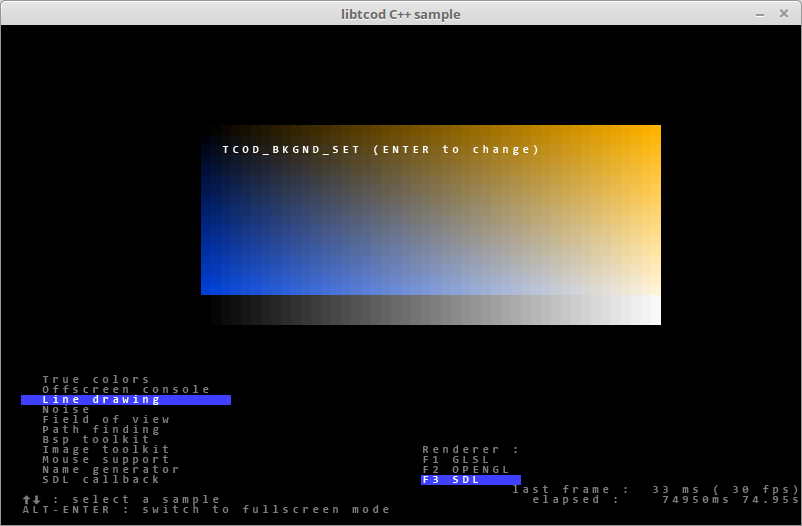 libtcod C++ sample
TCOD_BKGND_SET (ENTER to change)
True colors
Offscreen console
Line drawing
Noise
Field of view
Path finding
Bsp toolkit
Image toolkit
Mouse support
Name generator
SDL callback
Renderer :
F1 GLSL
F2 OPENGL
F3 SDL
last frame :  33 ms ( 30 fps)
elapsed :    74950ms 74.95s
↑↓ : select a sample
ALT-ENTER : switch to fullscreen mode